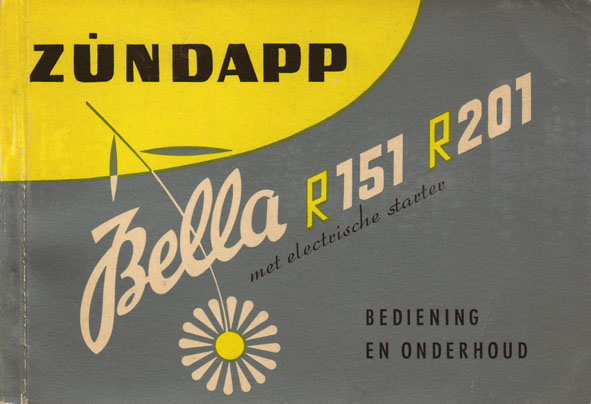 ZÜNDAPP
Bella R151 R201
met electrische starter
BEDIENING
EN ONDERHOUD